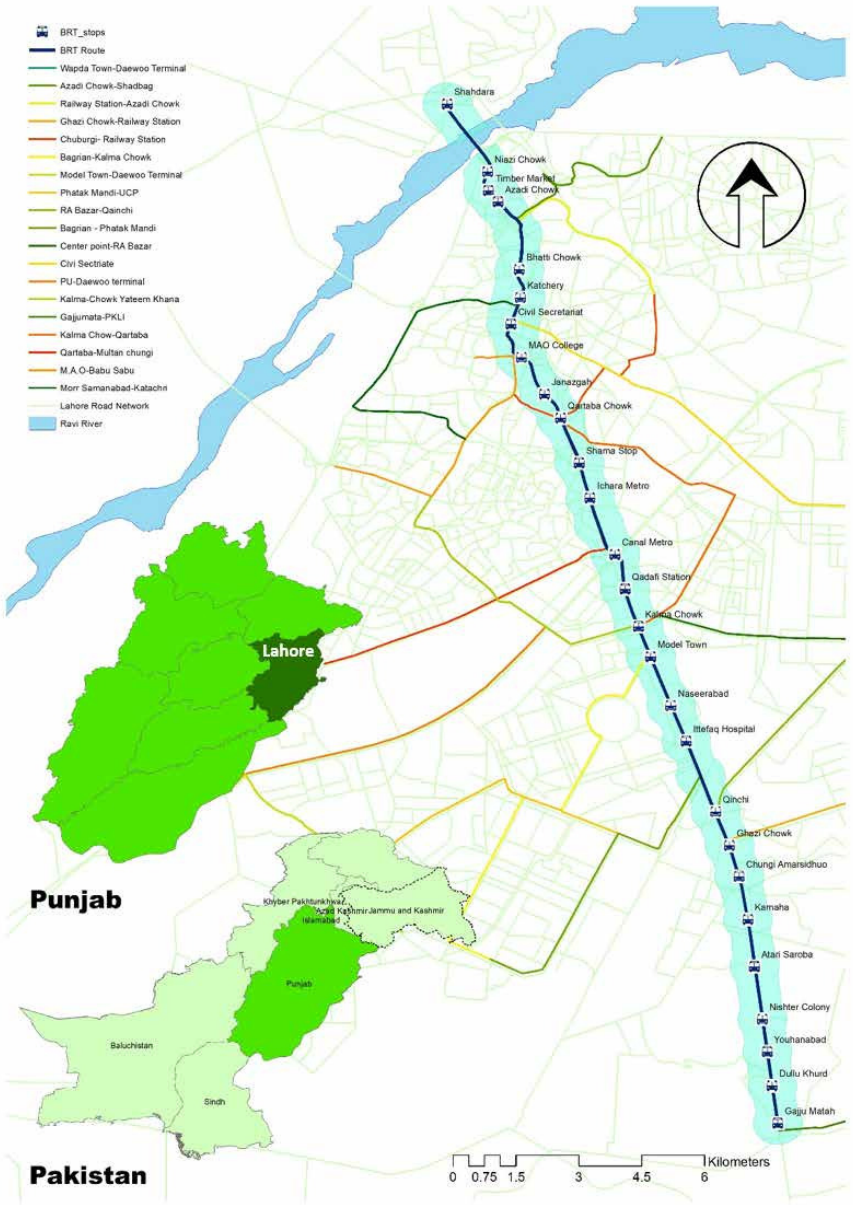 BRT_stops
BRT Route
Wapda Town-Daewoo Terminal
Azadi Chowk-Shadbag
Railway Station-Azadi Chowk
Ghazi Chowk-Railway Station
Chuburgi- Railway Station
Bagrian-Kalma Chowk
Model Town-Daewoo Terminal
Phatak Mandi-UCP
RA Bazar-Qainchi
Bagrian - Phatak Mandi
Center point-RA Bazar
Civi Sectriate
PU-Daewoo terminal
Kalma-Chowk Yateem Khana
Gajjumata-PKLI
Kalma Chow-Qartaba
Qartaba-Multan chungi
M.A.O-Babu Sabu
Morr Samanabad-Katachri
Lahore Road Network
Ravi River
Shahdara
Niazi Chowk
Timber Market
Azadi Chowk
Bhatti Chowk
Katchery
Civil Secretariat
MAO College
Janazgah
Qartaba Chowk
Shama Stop
Ichara Metro
Canal Metro
Qadafi Station
Kalma Chowk
Model Town
Naseerabad
Ittefaq Hospital
Qinchi
Ghazi Chowk
Chungi Amarsidhuo
Kamaha
Atari Saroba
Nishter Colony
Youhanabad
Dullu Khurd
Gajju Matah
Lahore
Punjab
Khyber Pakhtunkhwa
Azad Kashmir
Jammu and Kashmir
Islamabad
Punjab
Baluchistan
Sindh
Pakistan
Kilometers
0 0.75 1.5 3 4.5 6